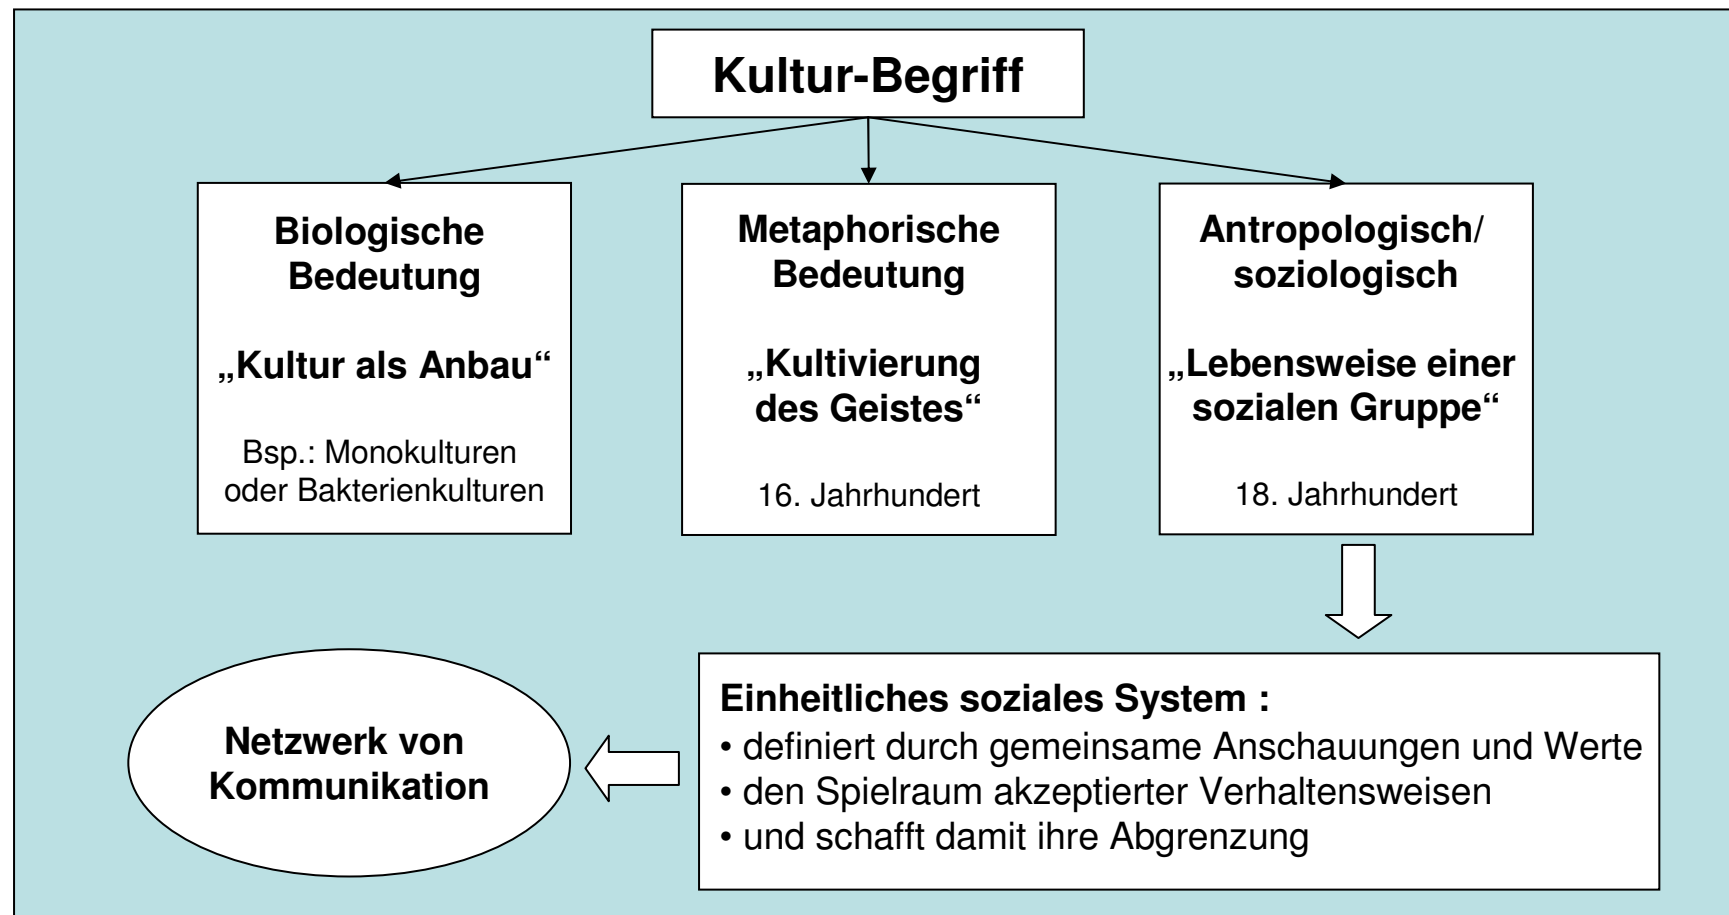 Kultur-Begriff
Biologische
Bedeutung
„Kultur als Anbau“
Bsp.: Monokulturen
oder Bakterienkulturen
Metaphorische
Bedeutung
„Kultivierung
des Geistes“
16. Jahrhundert
Antropologisch/
soziologisch
„Lebensweise einer
sozialen Gruppe“
18. Jahrhundert
Einheitliches soziales System :
• definiert durch gemeinsame Anschauungen und Werte
• den Spielraum akzeptierter Verhaltensweisen
• und schafft damit ihre Abgrenzung
Netzwerk von
Kommunikation